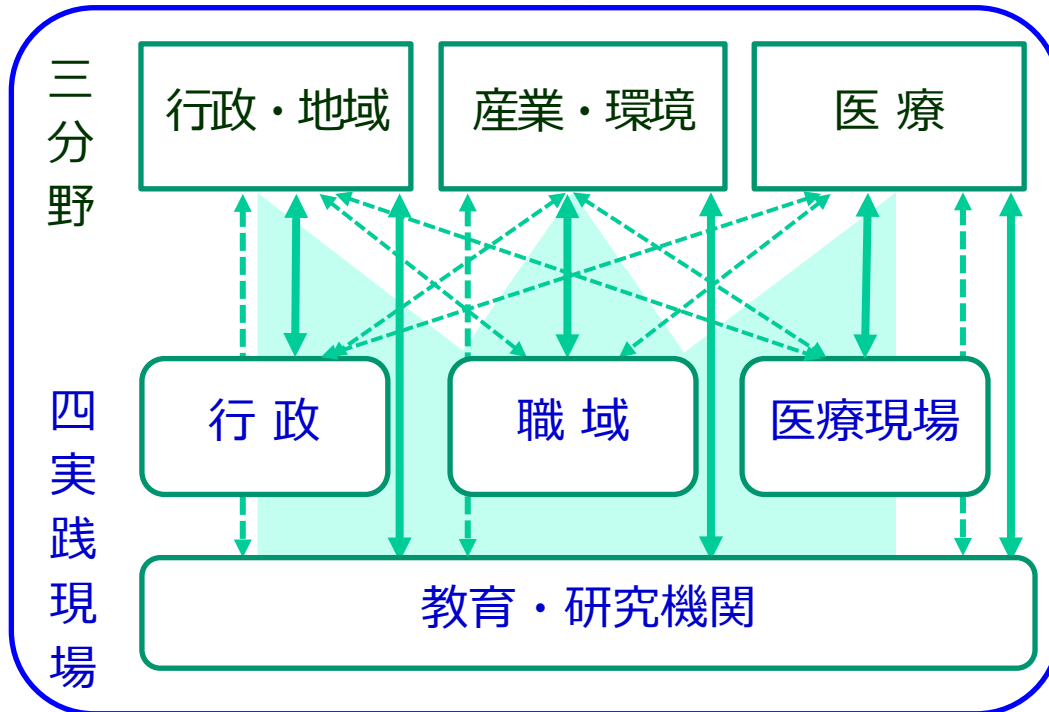 三分野
行政・地域
産業・環境
医療
四実践現場
行政
職域
医療現場
教育・研究機関